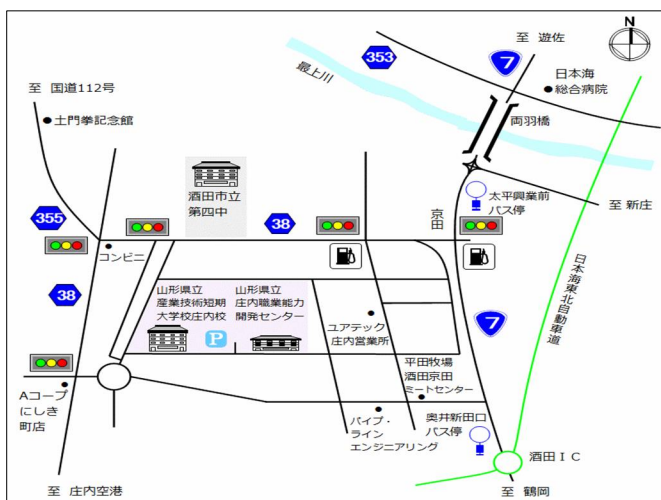 至 遊佐
N
7
353
日本海
総合病院
最上川
至 国道112号
土門拳記念館
両羽橋
酒田市立
第四中
太平興業前
バス停
至 新庄
京田
355
38
コンビニ
38
日本海東北自動車道
山形県立
産業技術短期
大学校庄内校
山形県立
庄内職業能力
開発センター
P
7
ユアテック
庄内営業所
平田牧場
酒田京田
ミートセンター
Aコープ
にしき
町店
パイプ・
ライン
エンジニアリング
奥井新田口
バス停
酒田IC
至 庄内空港
至 鶴岡